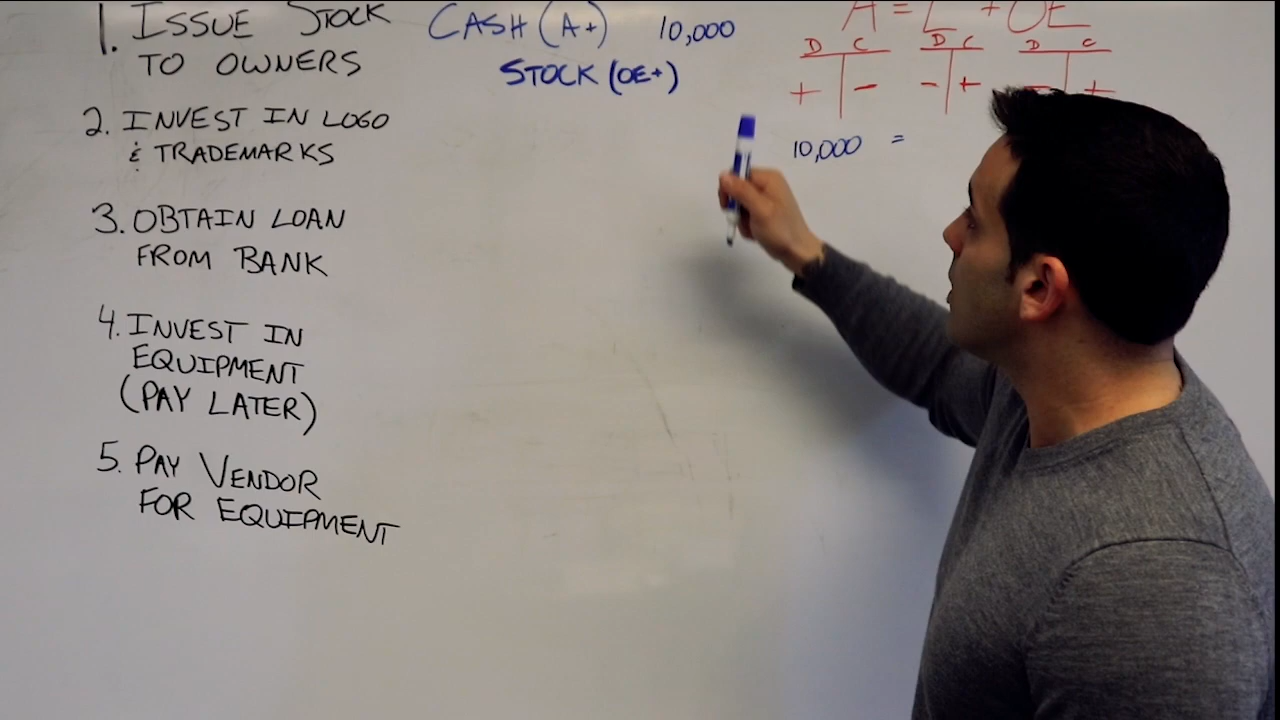 1. ISSUE STOCK
TO OWNERS
CASH (A+) 10,000
STOCK (OE+)
2. INVEST IN LOGO
& TRADEMARKS
3. OBTAIN LOAN
FROM BANK
4. INVEST IN
EQUIPMENT
(PAY LATER)
5. PAY VENDOR
FOR EQUIPMENT
A = L + OE
D C D C D C
+ - - + - +
10,000 =